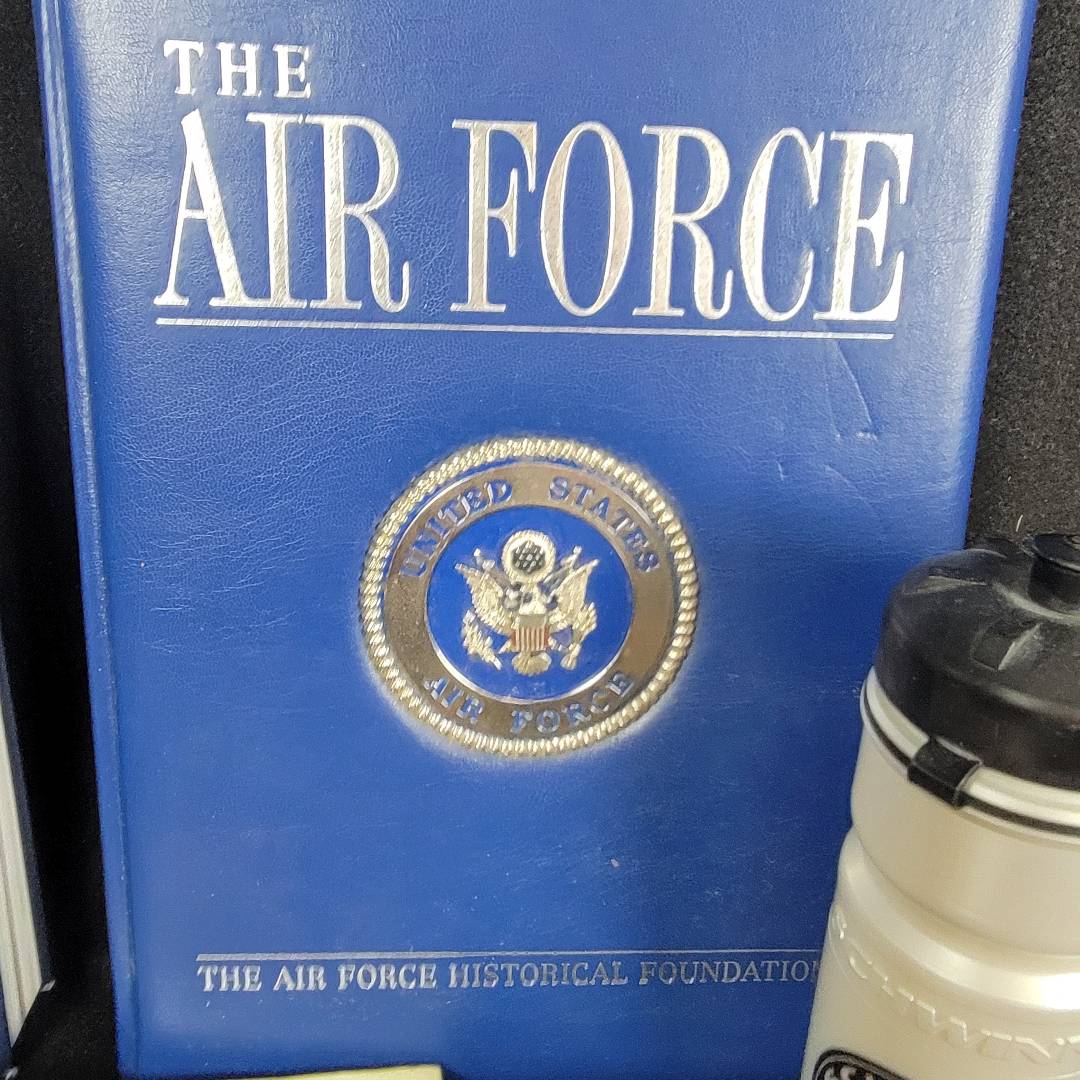 THE
AIR FORCE
UNITED STATES
AIR FORCE
THE AIR FORCE HISTORICAL FOUNDATION